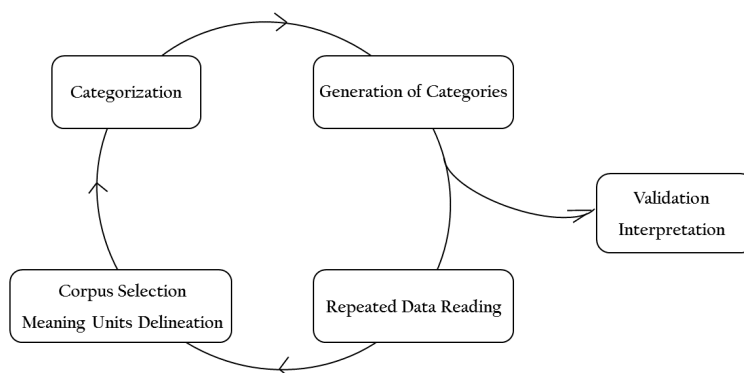 Categorization
Generation of Categories
Validation
Interpretation
Corpus Selection
Meaning Units Delineation
Repeated Data Reading